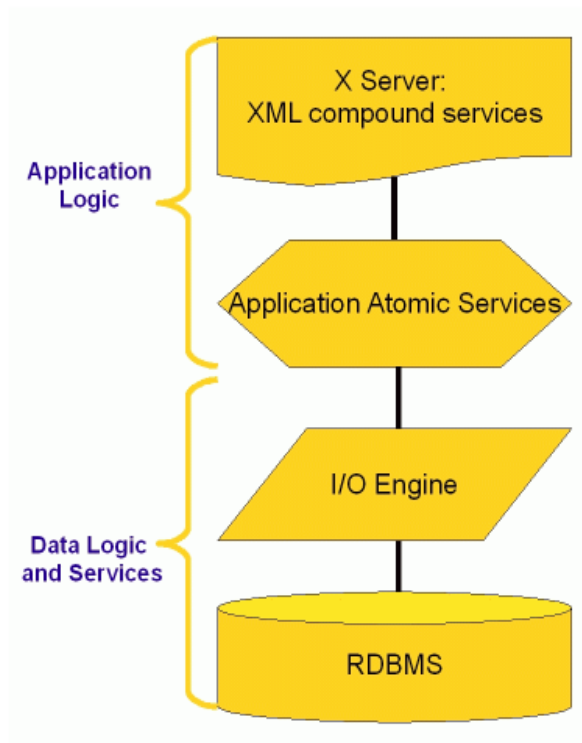 X Server:
XML compound services
Application
Logic
Application Atomic Services
I/O Engine
Data Logic
and Services
RDBMS